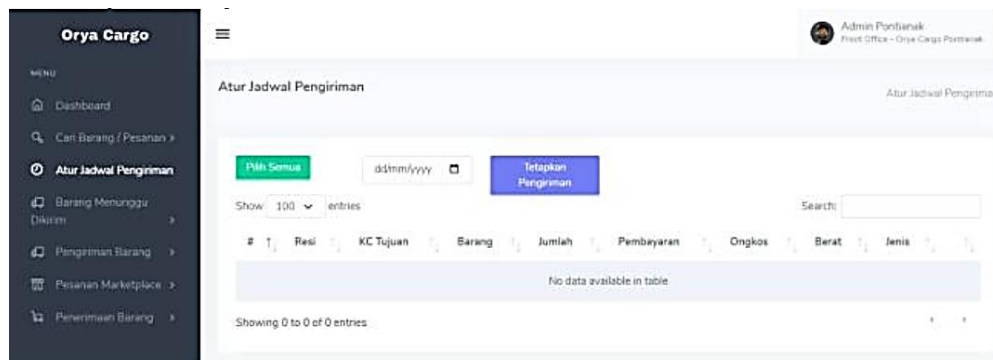 Orya Cargo
Admin Pontianak
Front Office - Orya Cargo Pontianak
MENU
Dashboard
Cari Barang / Pesanan
Atur Jadwal Pengiriman
Barang Menunggu
Dikirim
Pengiriman Barang
Pesanan Marketplace
Penerimaan Barang
Atur Jadwal Pengiriman
Atur Jadwal Pengirima
Pilih Semua
dd/mm/yyyy
Tetapkan
Pengiriman
Show 100 entries
Search:
# Resi KC Tujuan Barang Jumlah Pembayaran Ongkos Berat Jenis
No data available in table
Showing 0 to 0 of 0 entries